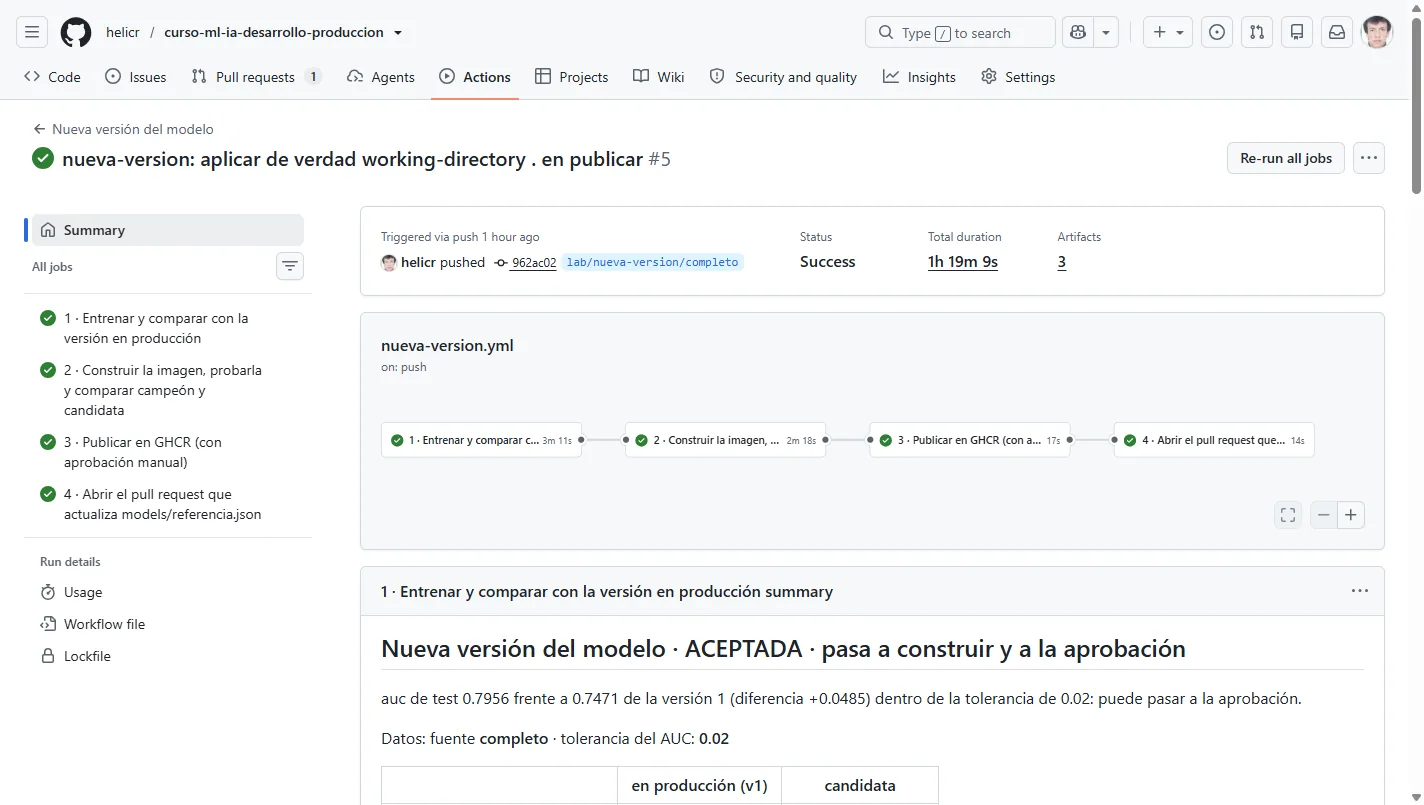 helicr / curso-ml-ia-desarrollo-produccion
Type / to search
Code
Issues
Pull requests 1
Agents
Actions
Projects
Wiki
Security and quality
Insights
Settings
Nueva versión del modelo
nueva-version: aplicar de verdad working-directory . en publicar #5
Re-run all jobs
Summary
All jobs
1 · Entrenar y comparar con la
versión en producción
2 · Construir la imagen, probarla
y comparar campeón y
candidata
3 · Publicar en GHCR (con
aprobación manual)
4 · Abrir el pull request que
actualiza models/referencia.json
Run details
Usage
Workflow file
Lockfile
Triggered via push 1 hour ago
helicr pushed 962ac02 lab/nueva-version/completo
Status
Success
Total duration
1h 19m 9s
Artifacts
3
nueva-version.yml
on: push
1 · Entrenar y comparar c... 3m 11s
2 · Construir la imagen, ... 2m 18s
3 · Publicar en GHCR (con a... 17s
4 · Abrir el pull request que... 14s
1 · Entrenar y comparar con la versión en producción summary
Nueva versión del modelo · ACEPTADA · pasa a construir y a la aprobación
auc de test 0.7956 frente a 0.7471 de la versión 1 (diferencia +0.0485) dentro de la tolerancia de 0.02: puede pasar a la aprobación.
Datos: fuente completo · tolerancia del AUC: 0.02
en producción (v1)
candidata